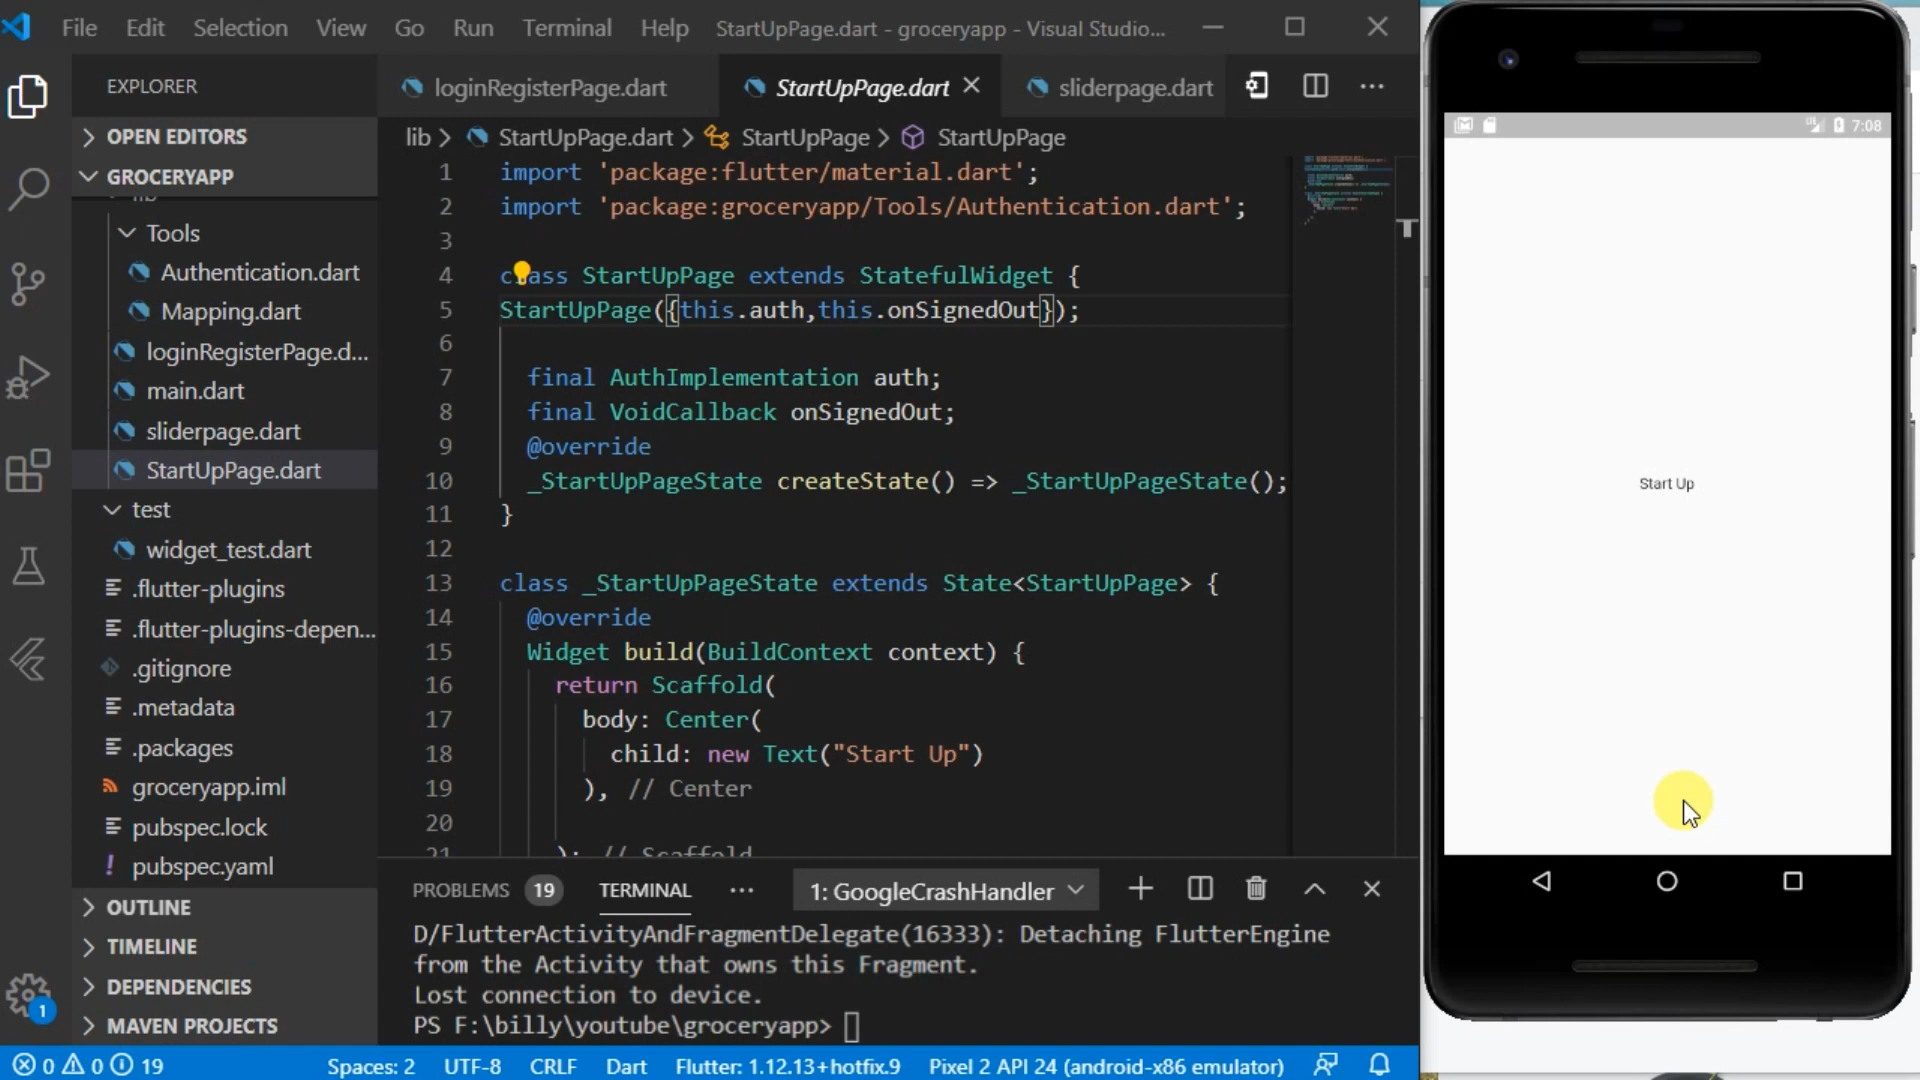 File Edit Selection View Go Run Terminal Help StartUpPage.dart - groceryapp - Visual Studio...
EXPLORER
OPEN EDITORS
GROCERYAPP
lib
Tools
Authentication.dart
Mapping.dart
loginRegisterPage.d...
main.dart
sliderpage.dart
StartUpPage.dart
test
widget_test.dart
.flutter-plugins
.flutter-plugins-depen...
.gitignore
.metadata
.packages
groceryapp.iml
pubspec.lock
! pubspec.yaml
OUTLINE
TIMELINE
DEPENDENCIES
MAVEN PROJECTS
1
loginRegisterPage.dart StartUpPage.dart sliderpage.dart
lib > StartUpPage.dart > StartUpPage > StartUpPage
1 import 'package:flutter/material.dart';
2 import 'package:groceryapp/Tools/Authentication.dart';
3
4 class StartUpPage extends StatefulWidget {
5 StartUpPage({this.auth,this.onSignedOut});
6
7 final AuthImplementation auth;
8 final VoidCallback onSignedOut;
9 @override
10 _StartUpPageState createState() => _StartUpPageState();
11 }
12
13 class _StartUpPageState extends State<StartUpPage> {
14 @override
15 Widget build(BuildContext context) {
16 return Scaffold(
17 body: Center(
18 child: new Text("Start Up")
19 ), // Center
20
21 ); // Scaffold
PROBLEMS 19 TERMINAL ... 1: GoogleCrashHandler
D/FlutterActivityAndFragmentDelegate(16333): Detaching FlutterEngine
from the Activity that owns this Fragment.
Lost connection to device.
PS F:\billy\youtube\groceryapp>
0 0 19 Spaces: 2 UTF-8 CRLF Dart Flutter: 1.12.13+hotfix.9 Pixel 2 API 24 (android-x86 emulator)
LTE 7:08
Start Up